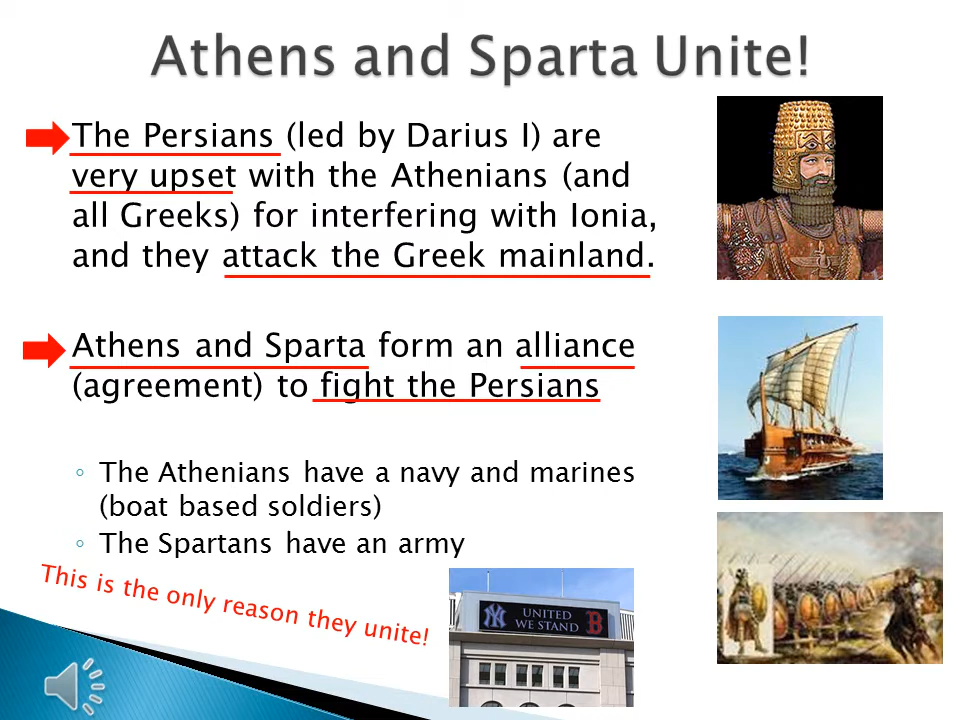 Athens and Sparta Unite!
The Persians (led by Darius I) are
very upset with the Athenians (and
all Greeks) for interfering with Ionia,
and they attack the Greek mainland.
Athens and Sparta form an alliance
(agreement) to fight the Persians
◦ The Athenians have a navy and marines
(boat based soldiers)
◦ The Spartans have an army
This is the only reason they unite!
NY UNITED B
WE STAND